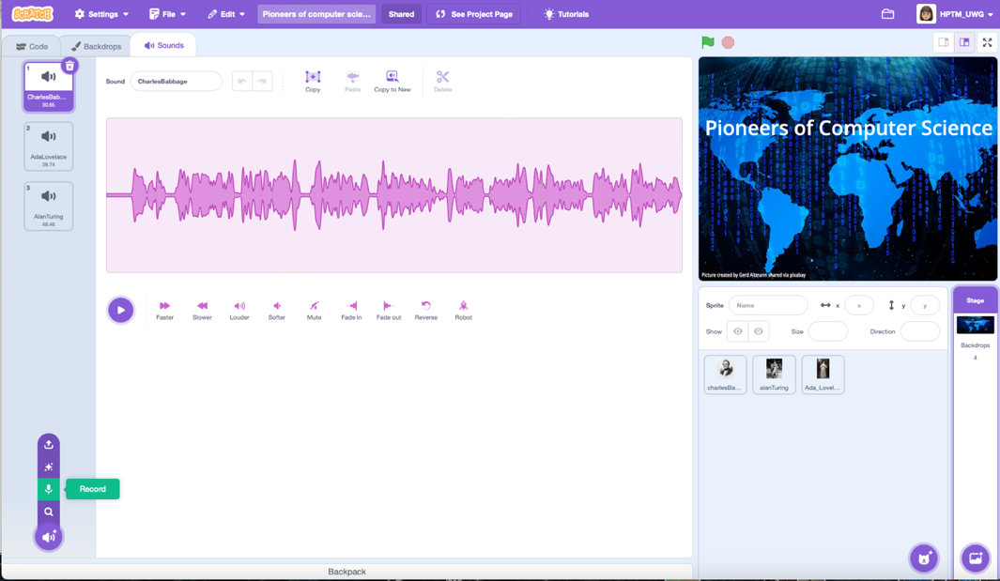 SCRATCH Settings File Edit Pioneers of computer scie... Shared See Project Page Tutorials HPTM_UWG
Code Backdrops Sounds
1
CharlesBab...
30.85
2
AdaLovelace
38.74
3
AlanTuring
48.46
Record
Sound CharlesBabbage Copy Paste Copy to New Delete
Faster Slower Louder Softer Mute Fade in Fade out Reverse Robot
Backpack
Pioneers of Computer Science
Picture created by Gerd Altmann shared via pixabay
Sprite Name x x y y
Show Size Direction
charlesBa... alanTuring Ada_Lovel...
Stage
Backdrops
4